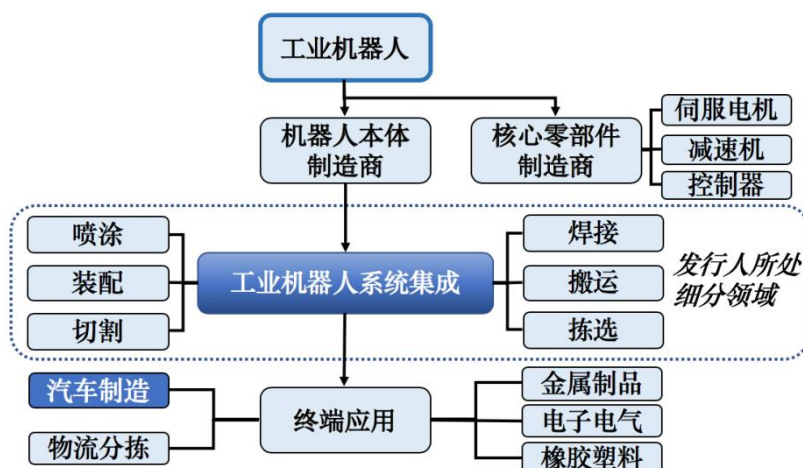 工业机器人
机器人本体
制造商
核心零部件
制造商
伺服电机
减速机
控制器
喷涂
装配
切割
工业机器人系统集成
焊接
搬运
拣选
发行人所处
细分领域
汽车制造
物流分拣
终端应用
金属制品
电子电气
橡胶塑料